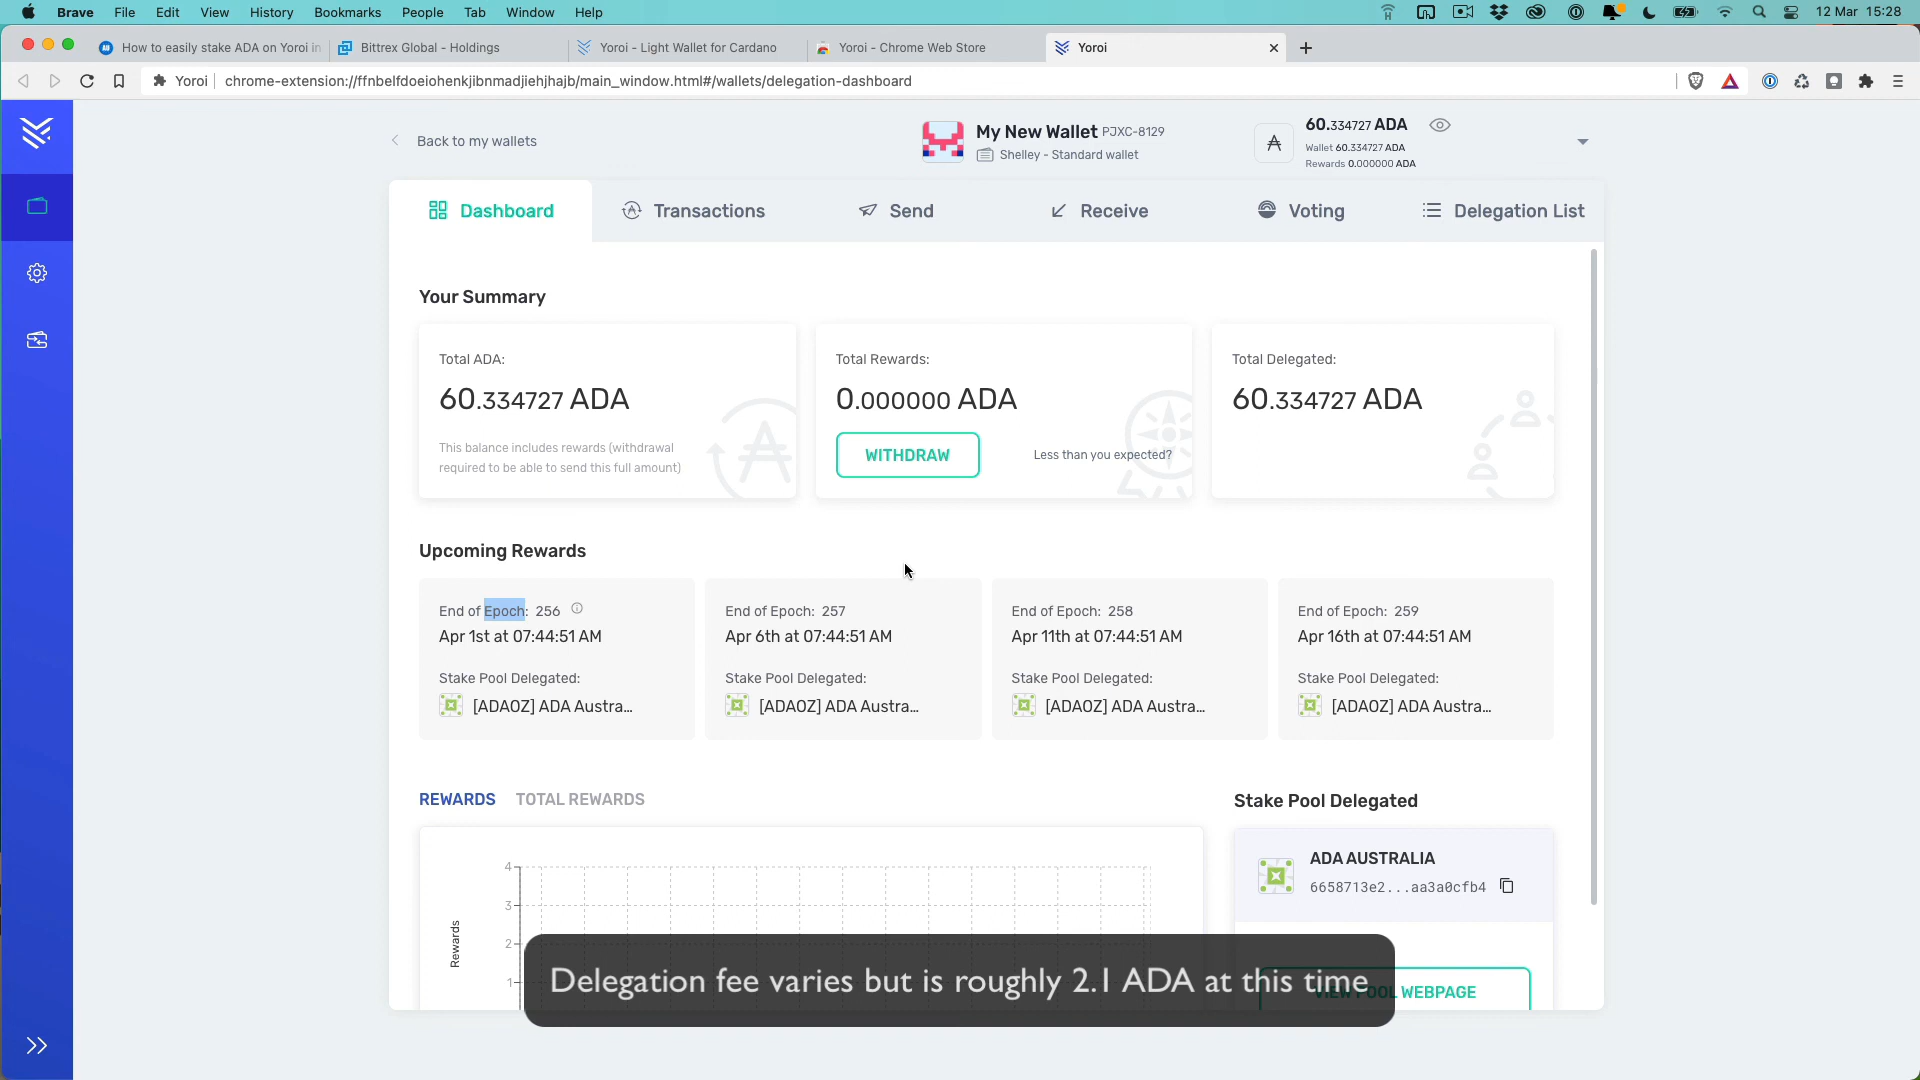 Brave File Edit View History Bookmarks People Tab Window Help 12 Mar 15:28
How to easily stake ADA on Yoroi in Bittrex Global - Holdings Yoroi - Light Wallet for Cardano Yoroi - Chrome Web Store Yoroi
Yoroi chrome-extension://ffnbelfdoeiohenkjibnmadjiehjhajb/main_window.html#/wallets/delegation-dashboard
Back to my wallets
My New Wallet PJXC-8129
Shelley - Standard wallet
60.334727 ADA
Wallet 60.334727 ADA
Rewards 0.000000 ADA
Dashboard Transactions Send Receive Voting Delegation List
Your Summary
Total ADA:
60.334727 ADA
This balance includes rewards (withdrawal
required to be able to send this full amount)
Total Rewards:
0.000000 ADA
WITHDRAW
Less than you expected?
Total Delegated:
60.334727 ADA
Upcoming Rewards
End of Epoch: 256
Apr 1st at 07:44:51 AM
Stake Pool Delegated:
[ADAOZ] ADA Austra...
End of Epoch: 257
Apr 6th at 07:44:51 AM
Stake Pool Delegated:
[ADAOZ] ADA Austra...
End of Epoch: 258
Apr 11th at 07:44:51 AM
Stake Pool Delegated:
[ADAOZ] ADA Austra...
End of Epoch: 259
Apr 16th at 07:44:51 AM
Stake Pool Delegated:
[ADAOZ] ADA Austra...
REWARDS TOTAL REWARDS
4
3
2
1
Rewards
Stake Pool Delegated
ADA AUSTRALIA
6658713e2...aa3a0cfb4
VIEW POOL WEBPAGE
Delegation fee varies but is roughly 2.1 ADA at this time